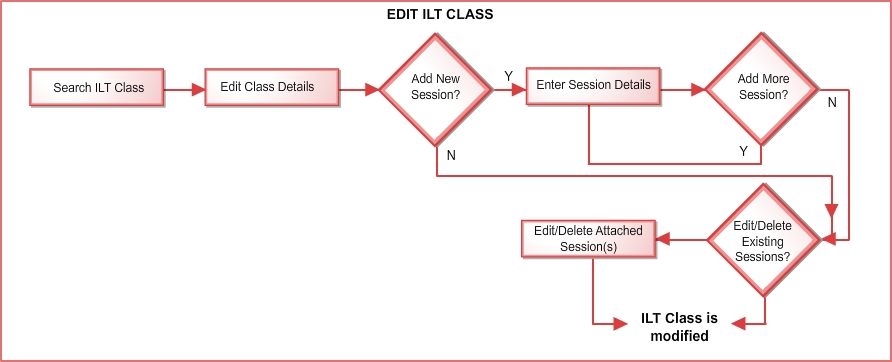 EDIT ILT CLASS
Search ILT Class
Edit Class Details
Add New
Session?
Y
Enter Session Details
Add More
Session?
N
Y
N
Edit/Delete Attached
Session(s)
Edit/Delete
Existing
Sessions?
ILT Class is
modified